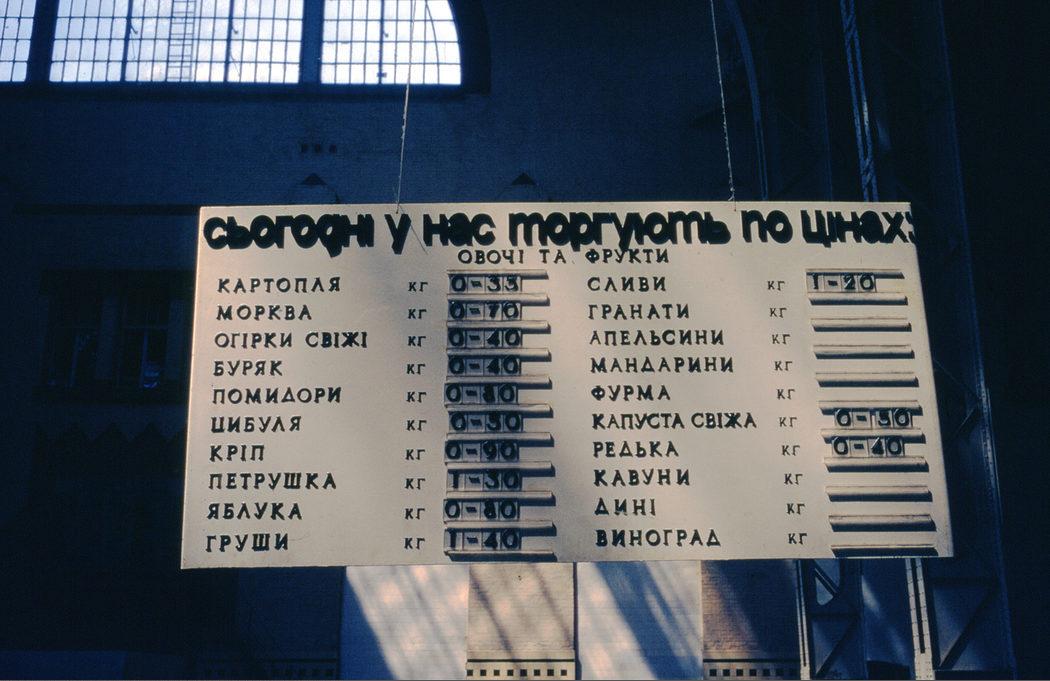 сьогодні у нас торгують по цінах:
ОВОЧІ ТА ФРУКТИ
КАРТОПЛЯ КГ 0-33
МОРКВА КГ 0-70
ОГІРКИ СВІЖІ КГ 0-40
БУРЯК КГ 0-40
ПОМИДОРИ КГ 0-80
ЦИБУЛЯ КГ 0-50
КРІП КГ 0-90
ПЕТРУШКА КГ 1-30
ЯБЛУКА КГ 0-80
ГРУШИ КГ 1-40
СЛИВИ КГ 1-20
ГРАНАТИ КГ
АПЕЛЬСИНИ КГ
МАНДАРИНИ КГ
ФУРМА КГ
КАПУСТА СВІЖА КГ 0-50
РЕДЬКА КГ 0-40
КАВУНИ КГ
ДИНІ КГ
ВИНОГРАД КГ